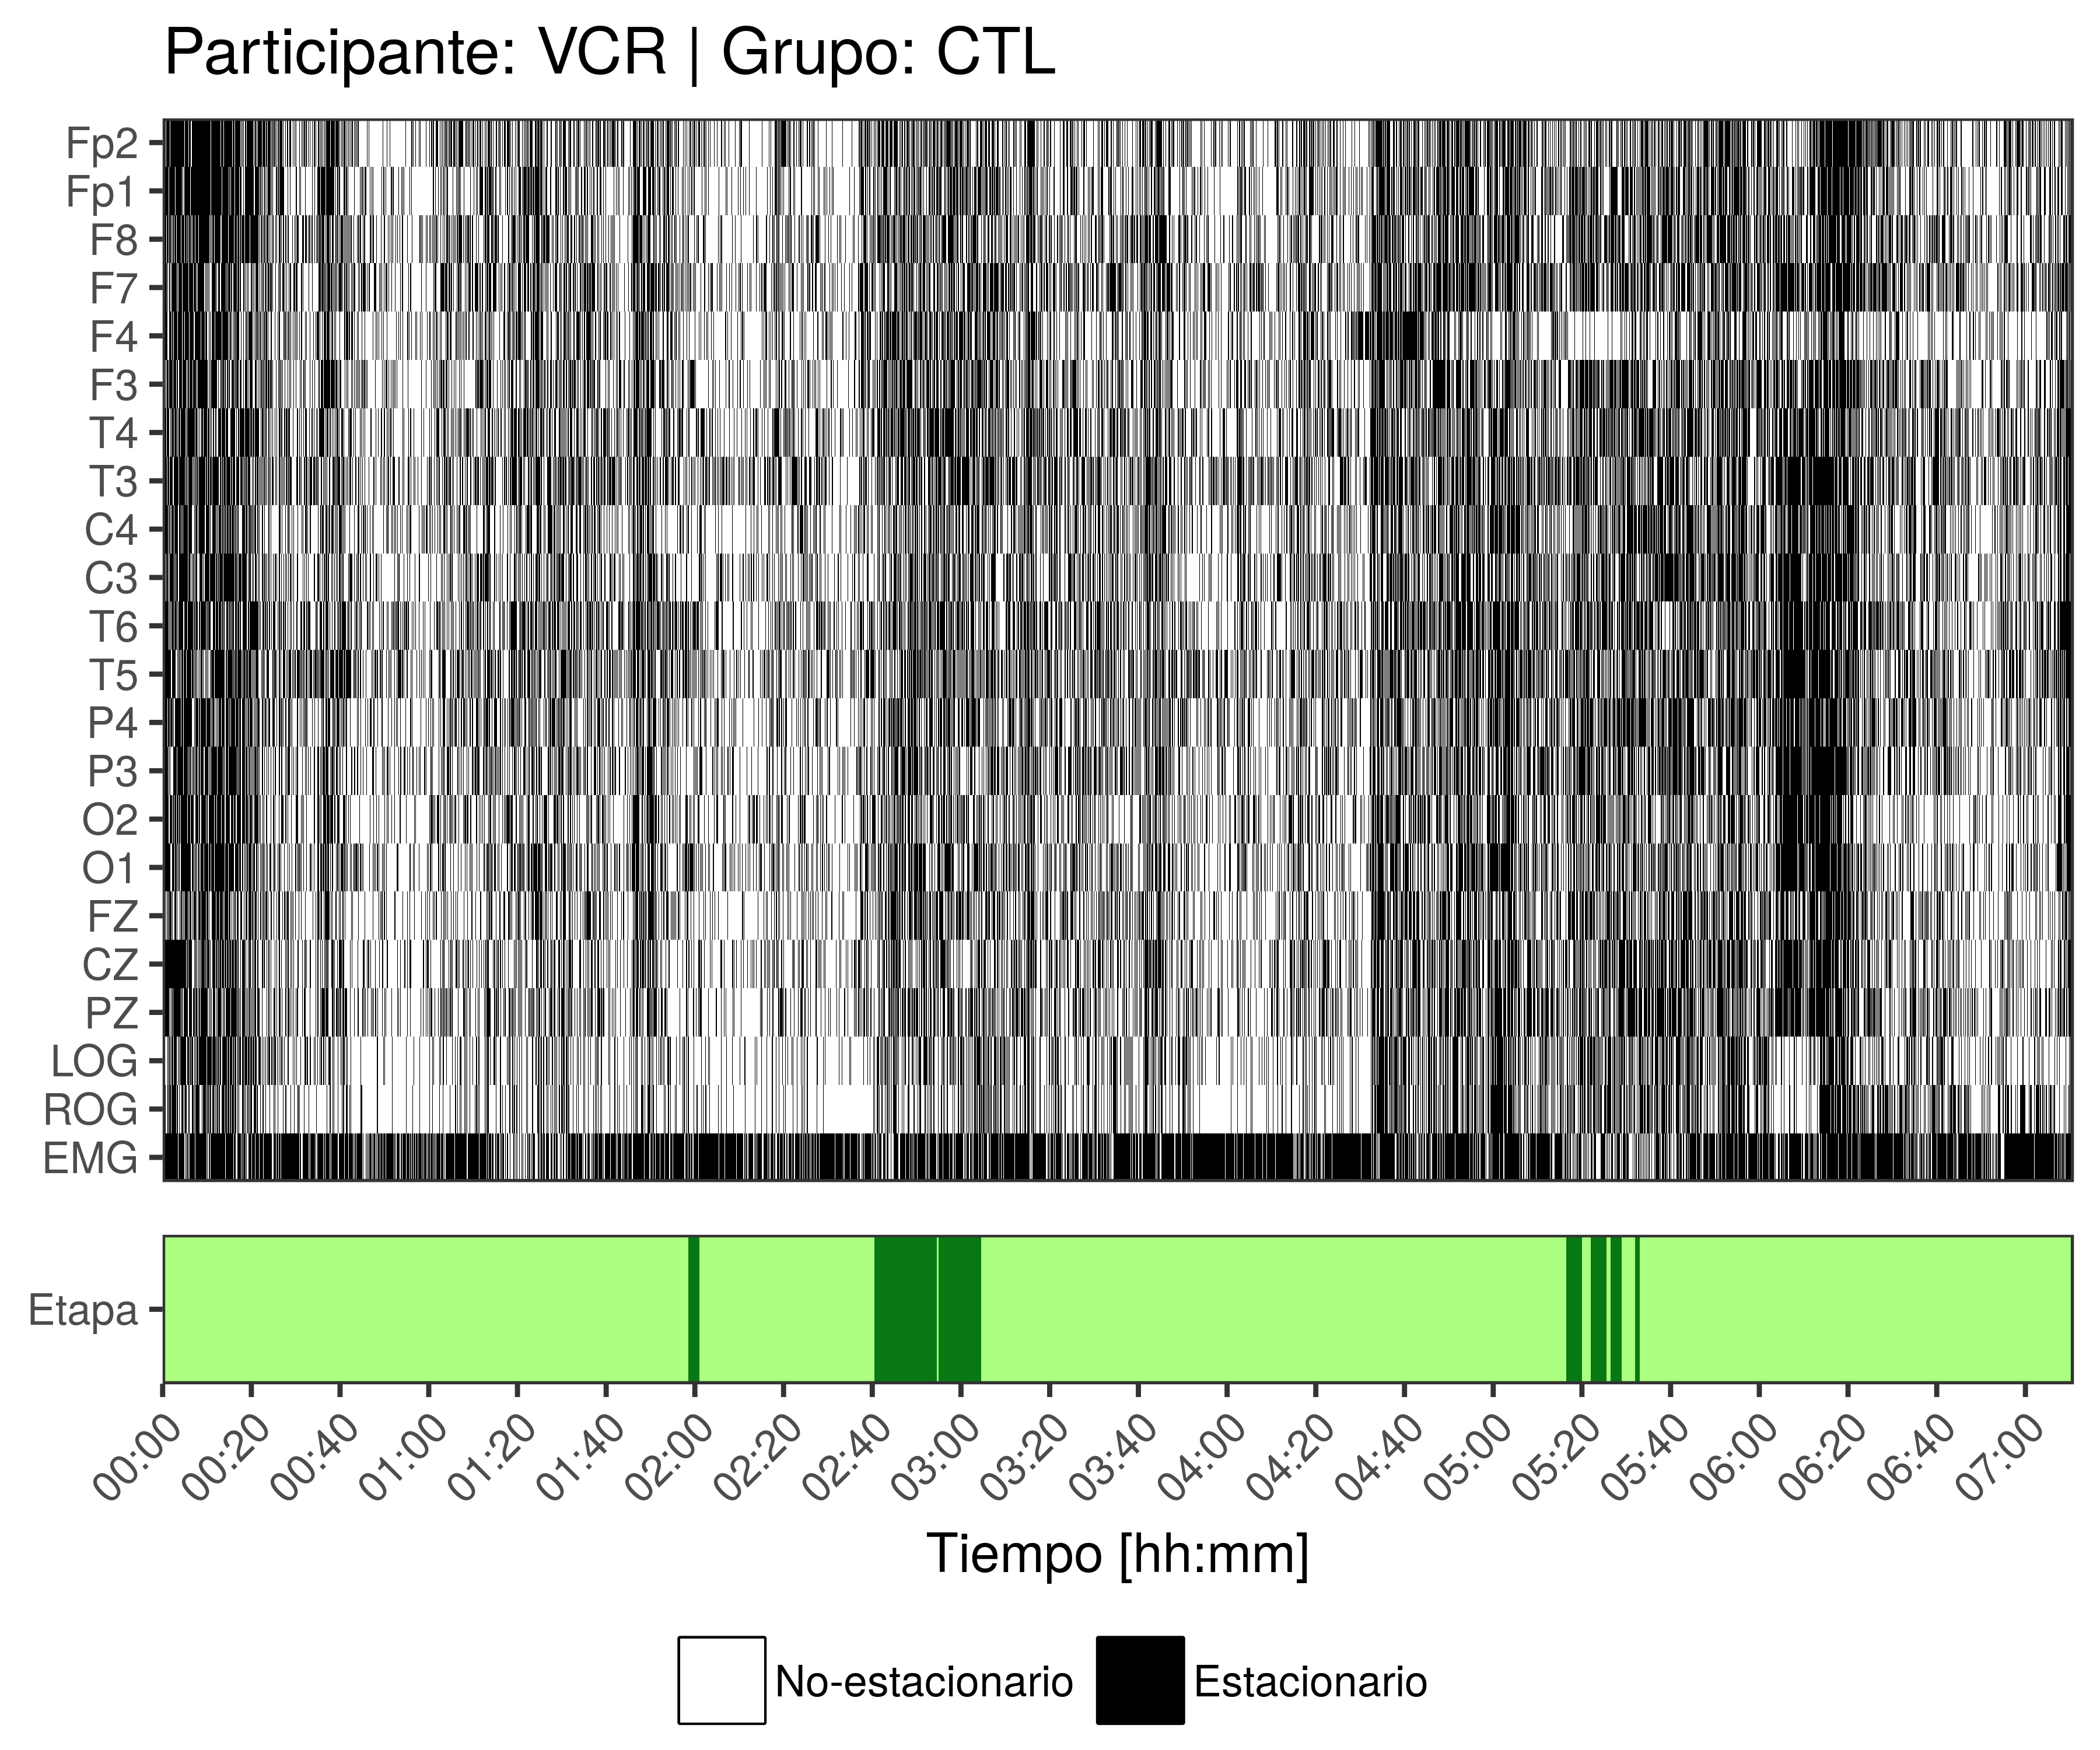 Participante: VCR | Grupo: CTL
Fp2
Fp1
F8
F7
F4
F3
T4
T3
C4
C3
T6
T5
P4
P3
O2
O1
FZ
CZ
PZ
LOG
ROG
EMG
Etapa
00:00
00:20
00:40
01:00
01:20
01:40
02:00
02:20
02:40
03:00
03:20
03:40
04:00
04:20
04:40
05:00
05:20
05:40
06:00
06:20
06:40
07:00
Tiempo [hh:mm]
No-estacionario
Estacionario